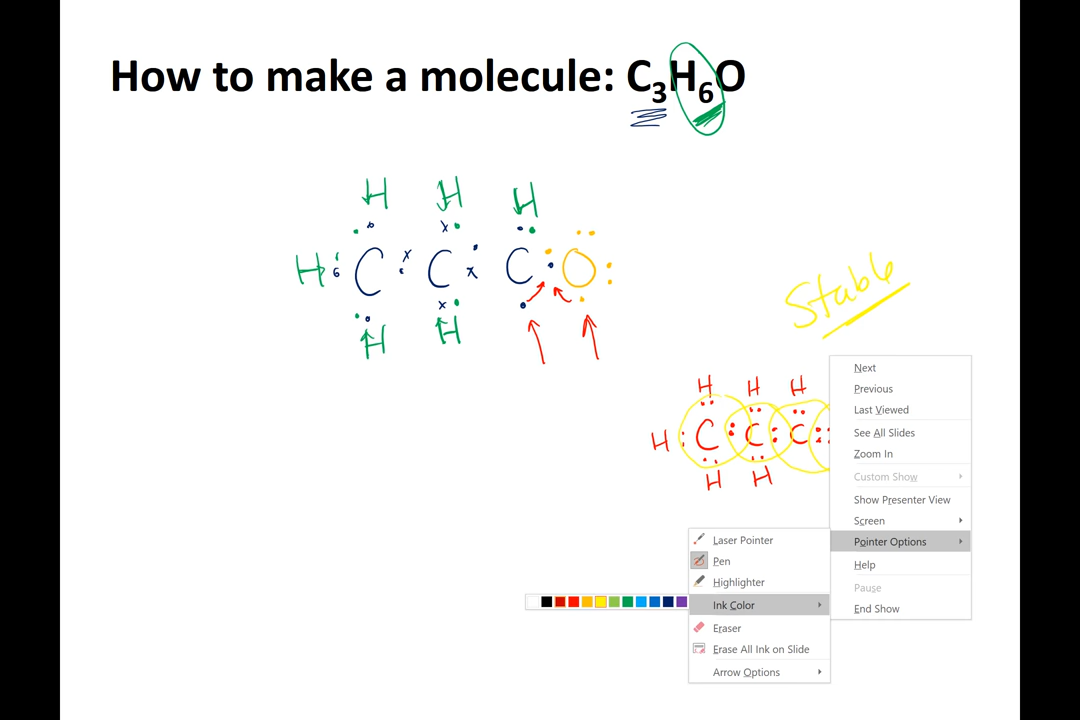 How to make a molecule: C3H6O
H H H
H C C C O
H H
Stable
H H H
H C C C
H H
Next
Previous
Last Viewed
See All Slides
Zoom In
Custom Show
Show Presenter View
Screen
Pointer Options
Help
Pause
End Show
Laser Pointer
Pen
Highlighter
Ink Color
Eraser
Erase All Ink on Slide
Arrow Options